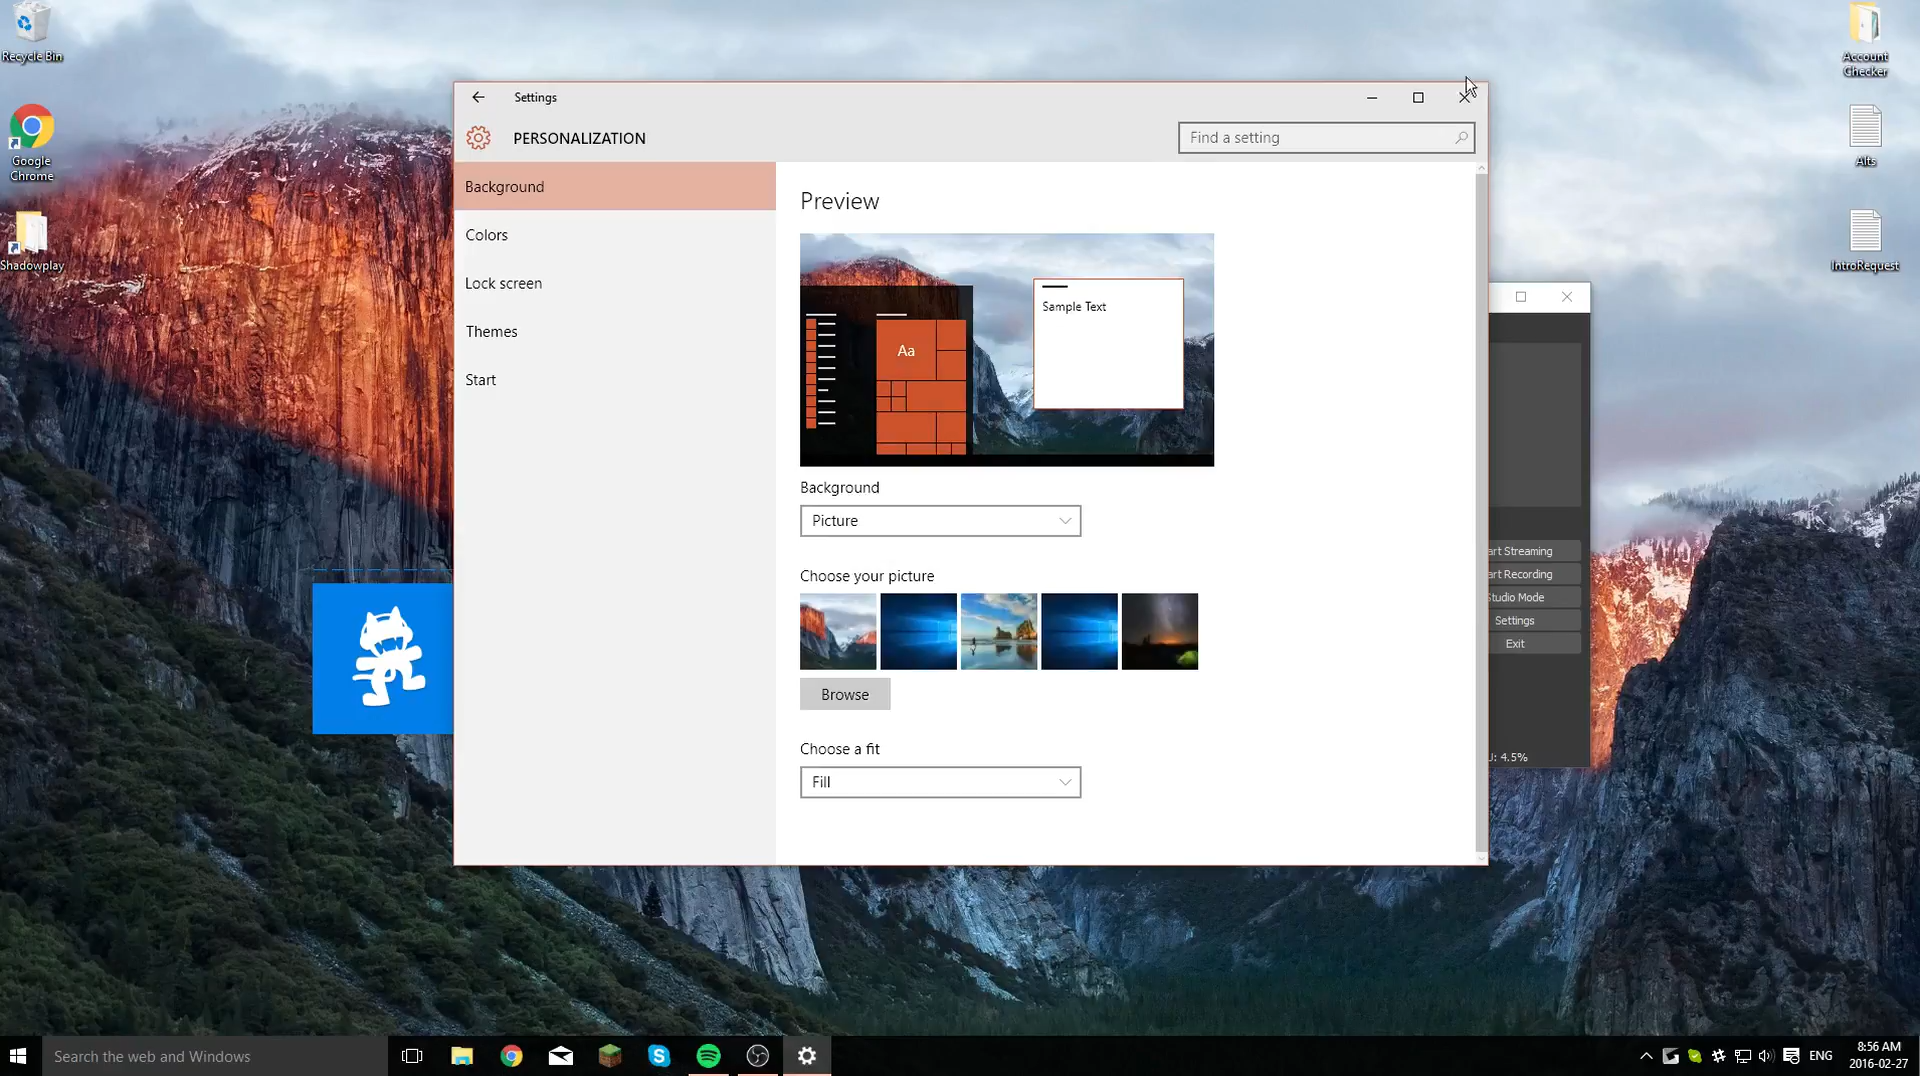 Recycle Bin
Google
Chrome
Shadowplay
Account
Checker
Alts
IntroRequest
Settings
PERSONALIZATION
Find a setting
Background
Colors
Lock screen
Themes
Start
Preview
Aa
Sample Text
Background
Picture
Choose your picture
Browse
Choose a fit
Fill
art Streaming
art Recording
Studio Mode
Settings
Exit
J: 4.5%
Search the web and Windows
ENG
8:56 AM
2016-02-27